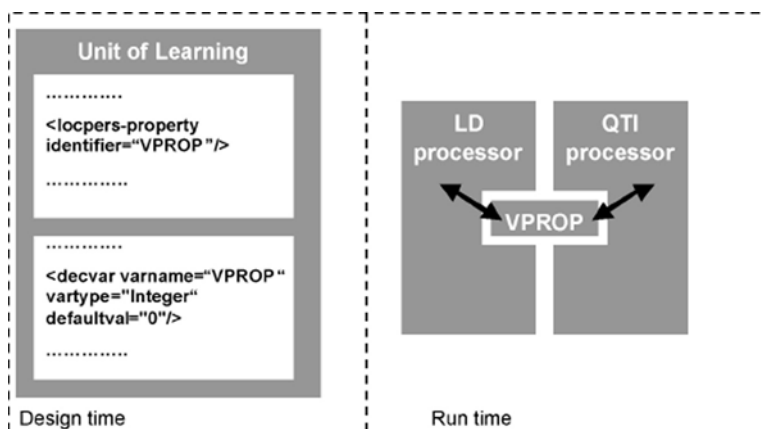 Unit of Learning
.............
<locpers-property
identifier=“VPROP”/>
..............
.............
<decvar varname=“VPROP“
vartype="Integer“
defaultval="0"/>
..............
Design time
LD
processor
QTI
processor
VPROP
Run time